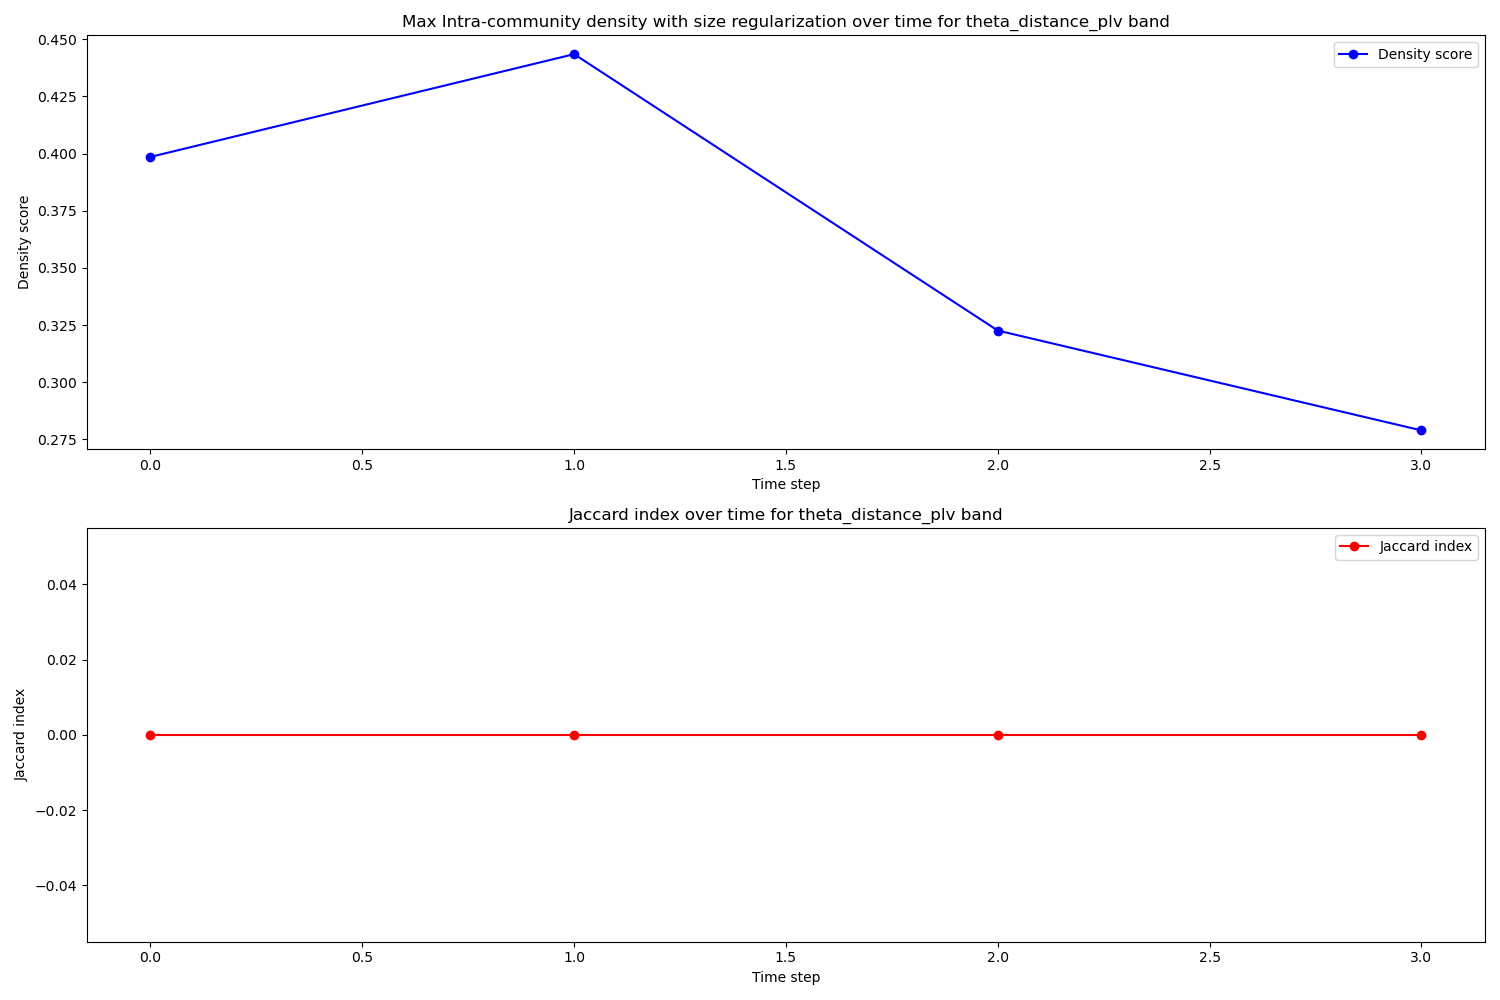 Max Intra-community density with size regularization over time for theta_distance_plv band
Density score
0.450
0.425
0.400
0.375
0.350
0.325
0.300
0.275
Density score
0.0 0.5 1.0 1.5 2.0 2.5 3.0
Time step
Jaccard index over time for theta_distance_plv band
Jaccard index
0.04
0.02
0.00
−0.02
−0.04
Jaccard index
0.0 0.5 1.0 1.5 2.0 2.5 3.0
Time step